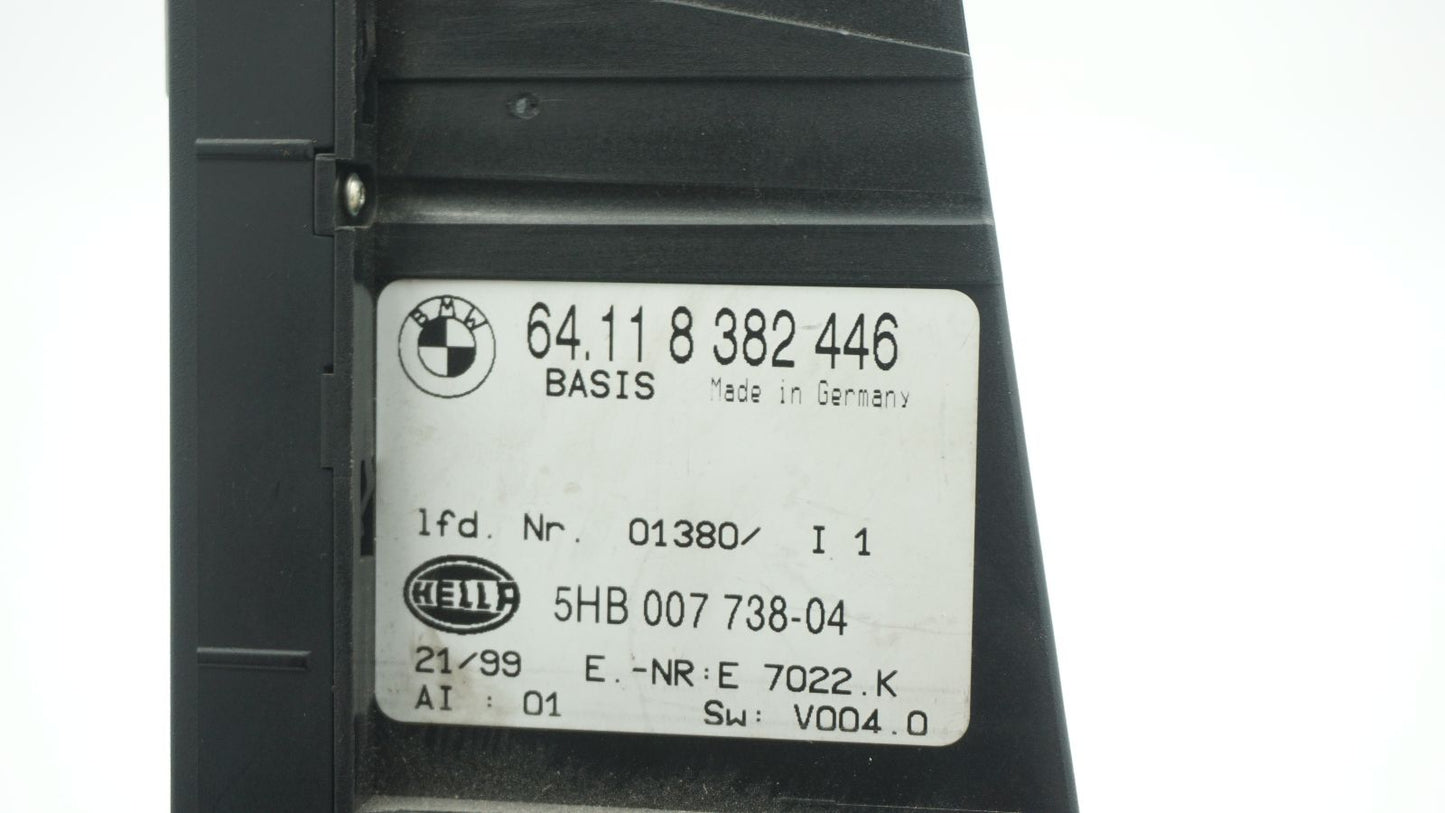 BMW
64.11 8 382 446
BASIS Made in Germany
lfd. Nr. 01380/ I 1
HELLA 5HB 007 738-04
21/99 E.-NR:E 7022.K
AI : 01 Sw: V004.0